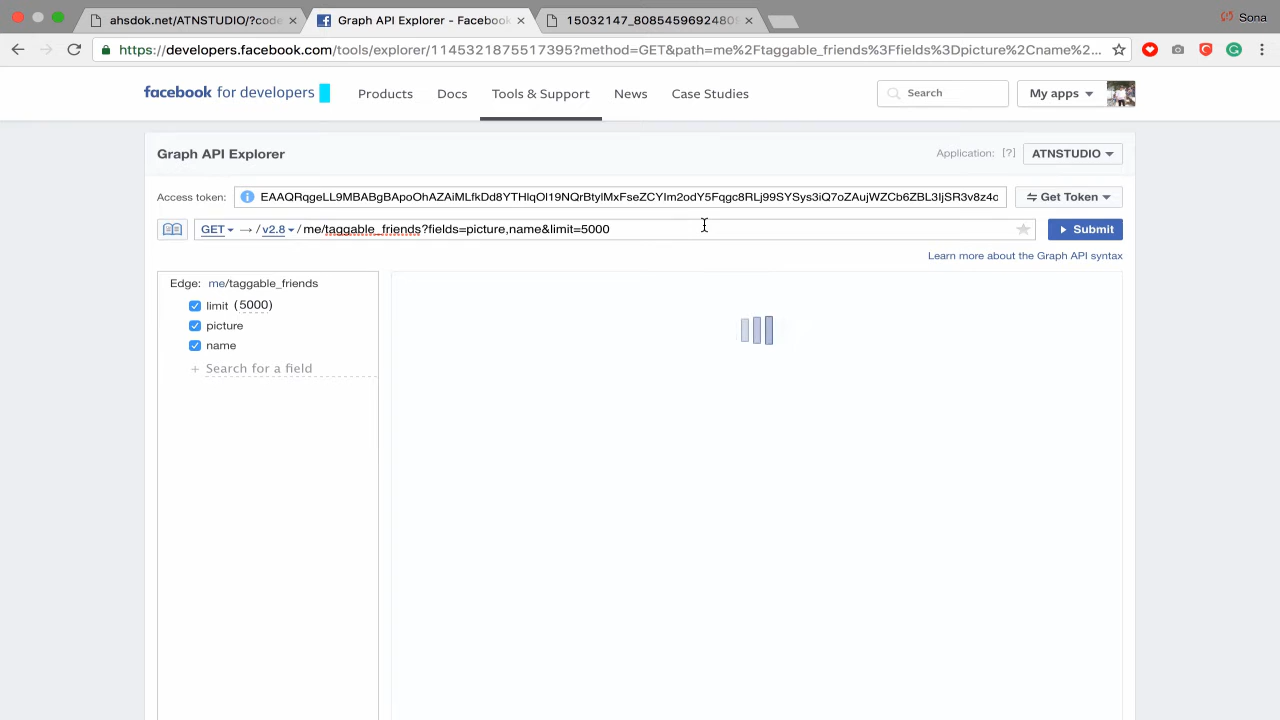 ahsdok.net/ATNSTUDIO/?code
Graph API Explorer - Facebook
15032147_808545969248095
Sona
https://developers.facebook.com/tools/explorer/1145321875517395?method=GET&path=me%2Ftaggable_friends%3Ffields%3Dpicture%2Cname%2...
facebook for developers
Products
Docs
Tools & Support
News
Case Studies
Search
My apps
Graph API Explorer
Application: [?]
ATNSTUDIO
Access token:
Get Token
GET → / v2.8 / me/taggable_friends?fields=picture,name&limit=5000
Submit
Learn more about the Graph API syntax
Edge: me/taggable_friends
limit (5000)
picture
name
+ Search for a field